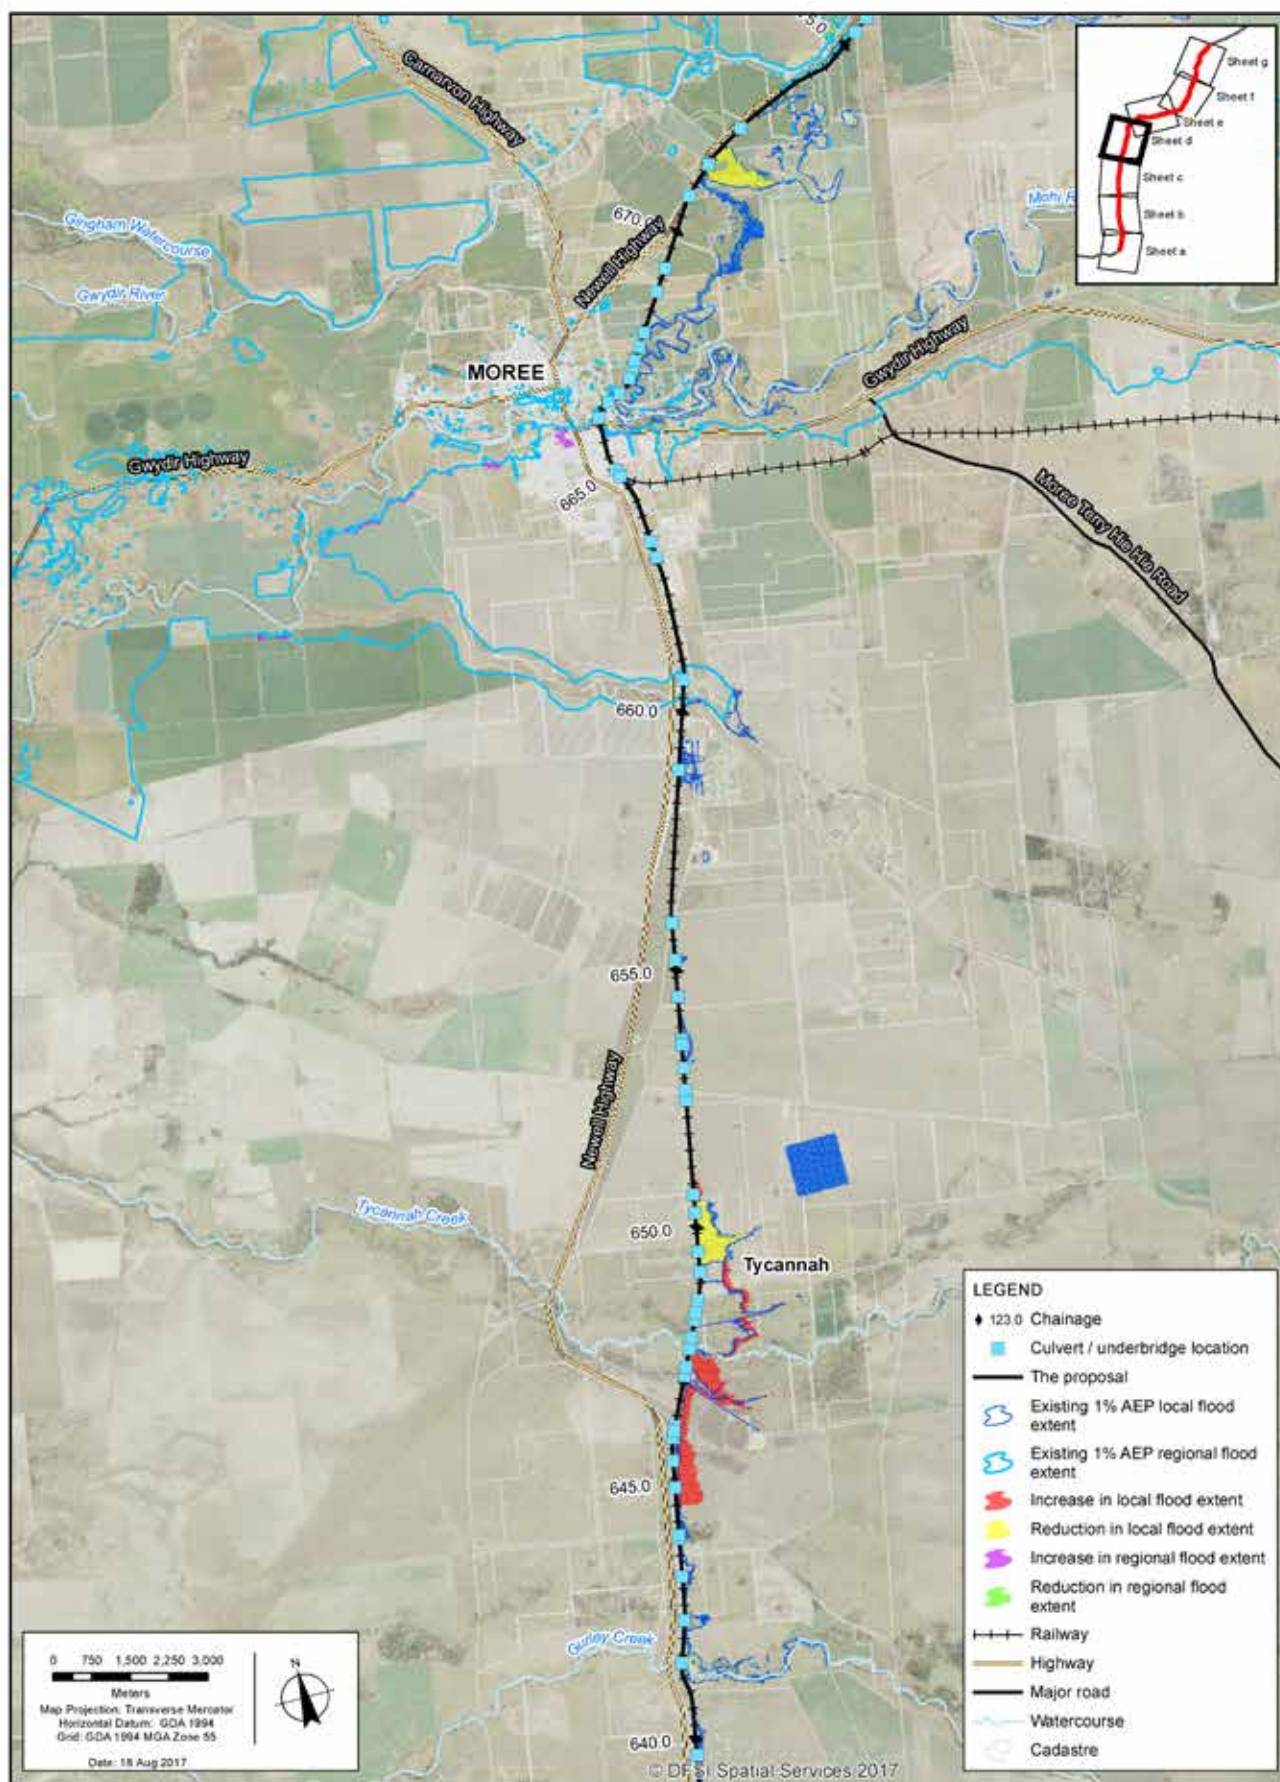 75.0
Carnarvon Highway
Sheet g
Sheet f
Sheet e
Sheet d
Sheet c
Sheet b
Sheet a
Gingham Watercourse
Gwydir River
670.0
Newell Highway
Mehi R
MOREE
Gwydir Highway
Gwydir Highway
665.0
Moree Terry Hie Hie Road
660.0
655.0
Newell Highway
Tycannah Creek
650.0
Tycannah
645.0
Gurley Creek
640.0
LEGEND
123.0 Chainage
Culvert / underbridge location
The proposal
Existing 1% AEP local flood
extent
Existing 1% AEP regional flood
extent
Increase in local flood extent
Reduction in local flood extent
Increase in regional flood extent
Reduction in regional flood
extent
Railway
Highway
Major road
Watercourse
Cadastre
0 750 1,500 2,250 3,000
Meters
Map Projection: Transverse Mercator
Horizontal Datum: GDA 1994
Grid: GDA 1994 MGA Zone 55
Date: 18 Aug 2017
N
© DFSI Spatial Services 2017